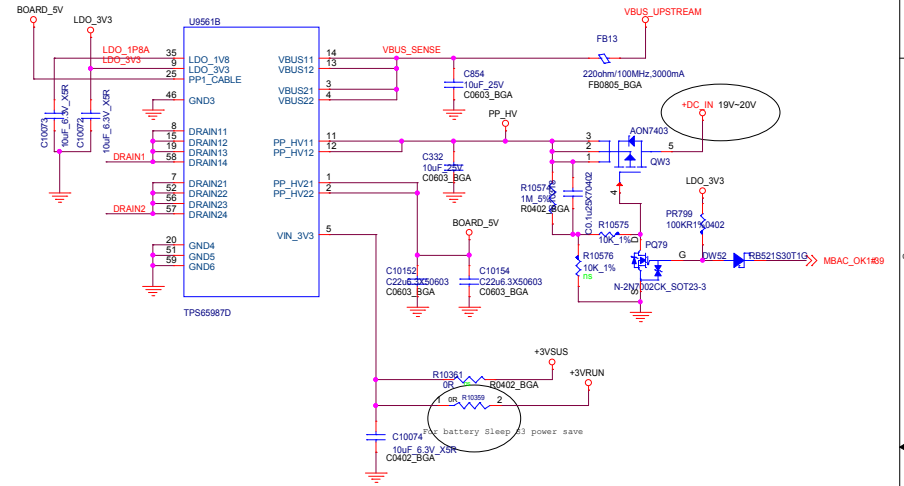 BOARD_5V
LDO_3V3
U9561B
VBUS_UPSTREAM
LDO_1P8A
LDO_3V3
35
9
25
LDO_1V8
LDO_3V3
PP1_CABLE
VBUS11
VBUS12
14
13
VBUS_SENSE
FB13
220ohm/100MHz,3000mA
FB0805_BGA
C854
10uF_25V
C0603_BGA
VBUS21
VBUS22
3
4
46
GND3
C10073
10uF_6.3V_X5R
C10072
10uF_6.3V_X5R
+DC_IN 19V~20V
PP_HV
8
15
19
58
DRAIN11
DRAIN12
DRAIN13
DRAIN14
DRAIN1
PP_HV11
PP_HV12
11
12
AON7403
3
2
1
5
QW3
4
C332
10uF_25V
C0603_BGA
7
52
56
57
DRAIN21
DRAIN22
DRAIN23
DRAIN24
DRAIN2
PP_HV21
PP_HV22
1
2
R10574
1M_5%
R0402_BGA
C0.1u25X70402
LDO_3V3
PR799
100KR1%0402
BOARD_5V
VIN_3V3
5
R10575
10K_1%
20
51
59
GND4
GND5
GND6
R10576
10K_1%
ns
PQ79
D
G
S
DW52
RB521S30T1G
MBAC_OK1#39
N-2N7002CK_SOT23-3
C10152
C22u6.3X50603
C0603_BGA
C10154
C22u6.3X50603
C0603_BGA
TPS65987D
+3VSUS
+3VRUN
R10361
0R
R0402_BGA
1
0R
R10359
2
For battery Sleep S3 power save
C10074
10uF_6.3V_X5R
C0402_BGA